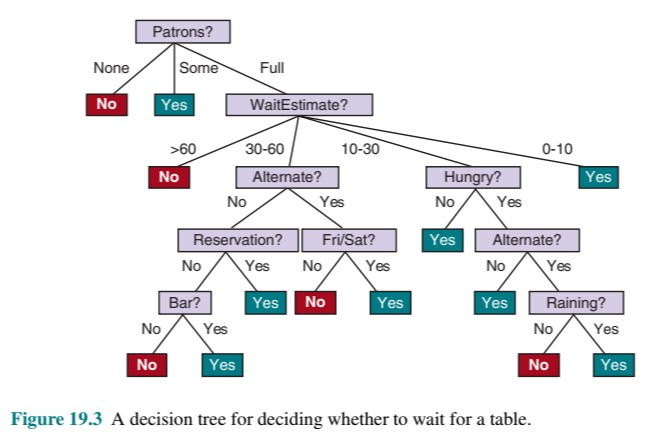 Patrons?
None Some Full
No Yes WaitEstimate?
>60 30-60 10-30 0-10
No Alternate? Hungry? Yes
No Yes No Yes
Reservation? Fri/Sat? Yes Alternate?
No Yes No Yes No Yes
Bar? Yes No Yes Yes Raining?
No Yes No Yes
No Yes No Yes
Figure 19.3 A decision tree for deciding whether to wait for a table.